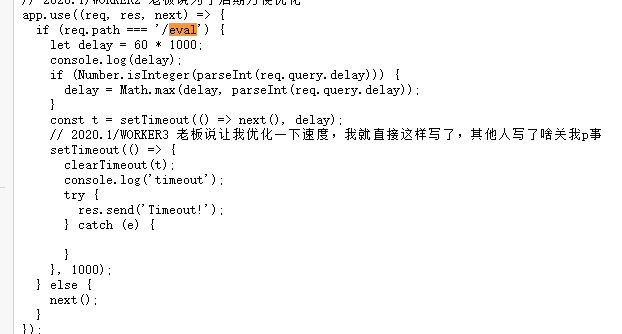 // 2020.1/WORKER2 老板说为了后期方便优化
app.use((req, res, next) => {
  if (req.path === '/eval') {
    let delay = 60 * 1000;
    console.log(delay);
    if (Number.isInteger(parseInt(req.query.delay))) {
      delay = Math.max(delay, parseInt(req.query.delay));
    }
    const t = setTimeout(() => next(), delay);
    // 2020.1/WORKER3 老板说让我优化一下速度，我就直接这样写了，其他人写了啥关我p事
    setTimeout(() => {
      clearTimeout(t);
      console.log('timeout');
      try {
        res.send('Timeout!');
      } catch (e) {

      }
    }, 1000);
  } else {
    next();
  }
});